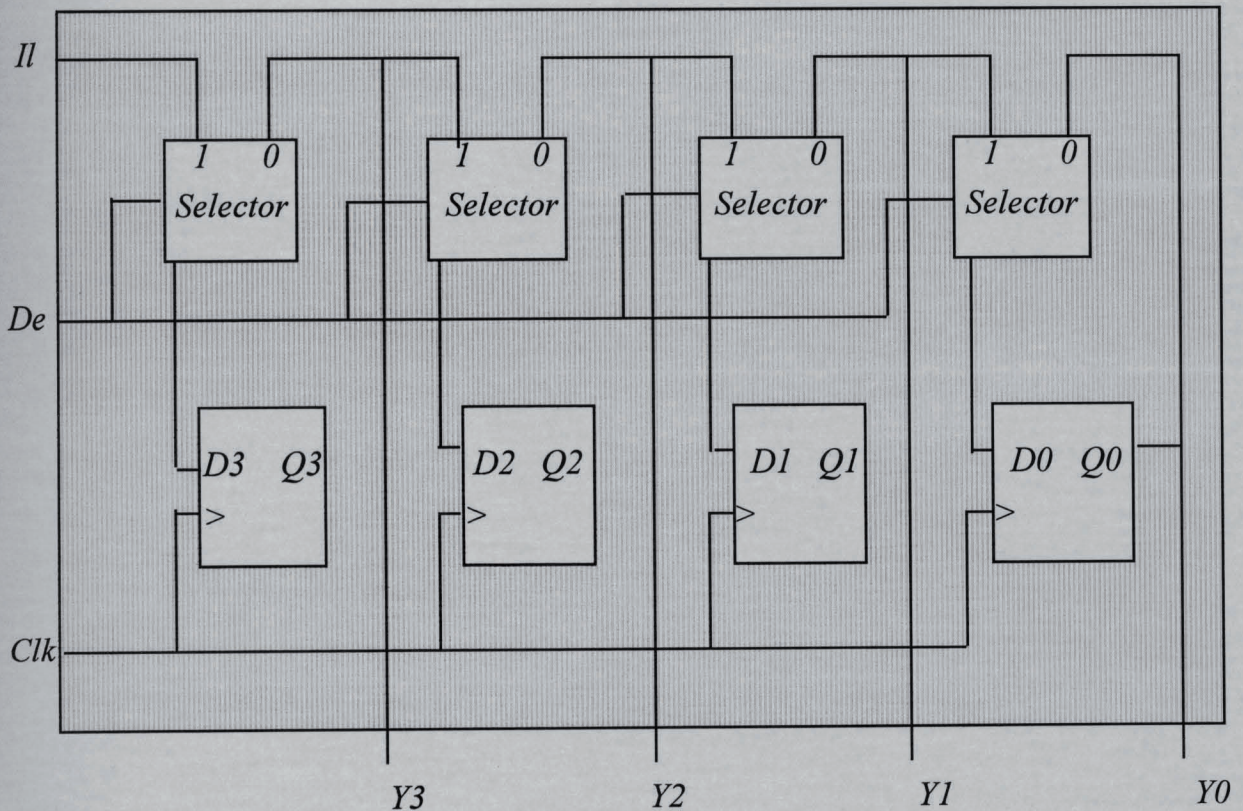 Il
1 0 1 0 1 0 1 0
Selector Selector Selector Selector
De
D3 Q3 D2 Q2 D1 Q1 D0 Q0
> > > >
Clk
Y3 Y2 Y1 Y0